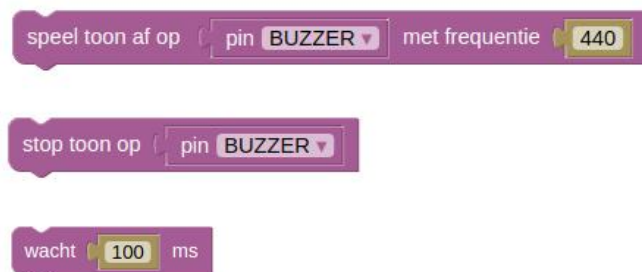 speel toon af op pin BUZZER met frequentie 440
stop toon op pin BUZZER
wacht 100 ms